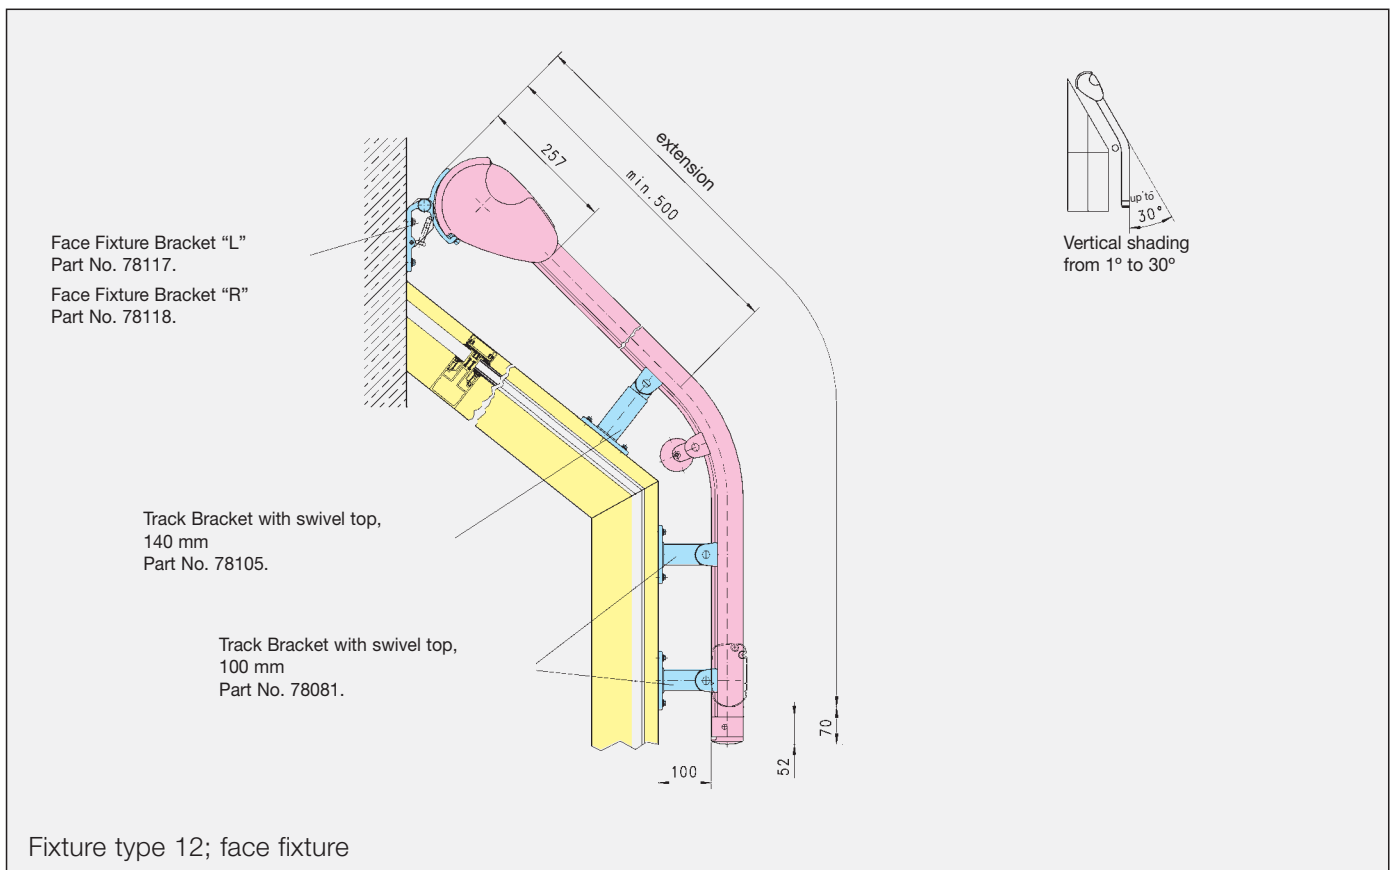 extension
257
min.500
up to
30°
Vertical shading
from 1º to 30º
Face Fixture Bracket “L”
Part No. 78117.
Face Fixture Bracket “R”
Part No. 78118.
Track Bracket with swivel top,
140 mm
Part No. 78105.
Track Bracket with swivel top,
100 mm
Part No. 78081.
70
52
100
Fixture type 12; face fixture